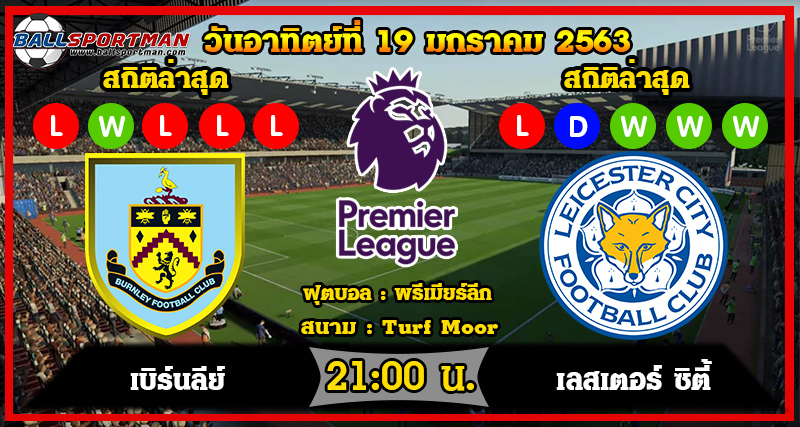 BALLSPORTMAN
www.ballsportman.com
วันอาทิตย์ที่ 19 มกราคม 2563
Premier League
สถิติล่าสุด
สถิติล่าสุด
L W L L L
L D W W W
Premier
League
BURNLEY FOOTBALL CLUB
LEICESTER CITY
FOOTBALL CLUB
ฟุตบอล : พรีเมียร์ลีก
สนาม : Turf Moor
เบิร์นลีย์
21:00 น.
เลสเตอร์ ซิตี้